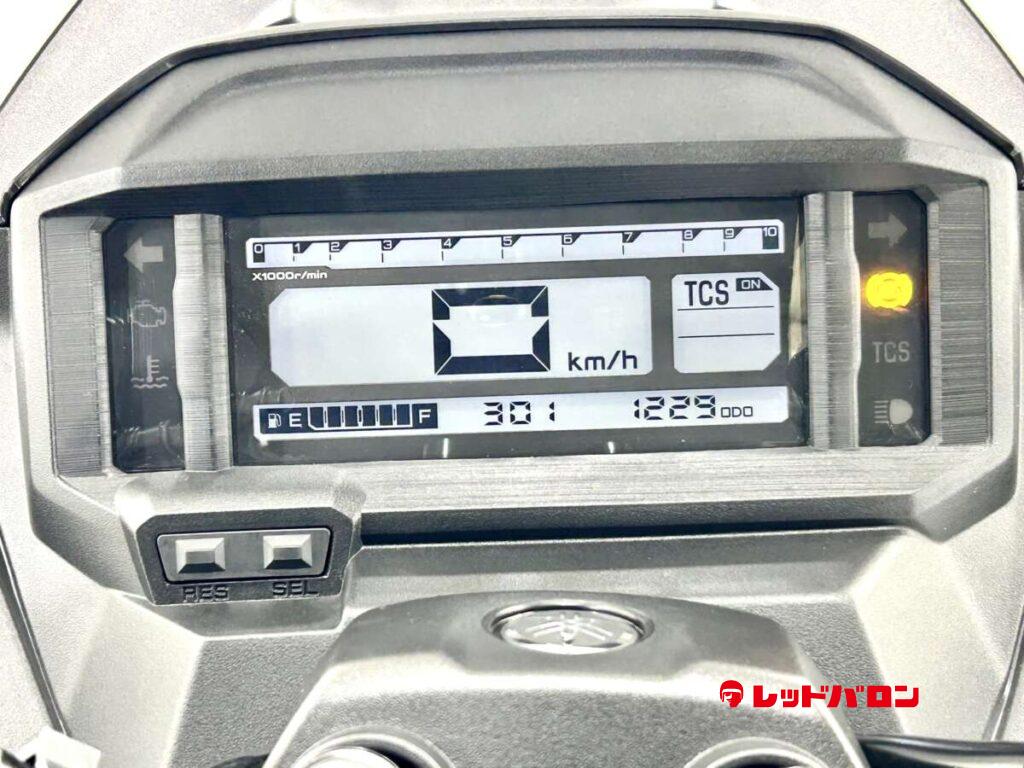 0 1 2 3 4 5 6 7 8 9 10
X1000r/min
0 km/h
TCS ON
TCS
E F 301 1229 ODO
RES SEL
レッドバロン